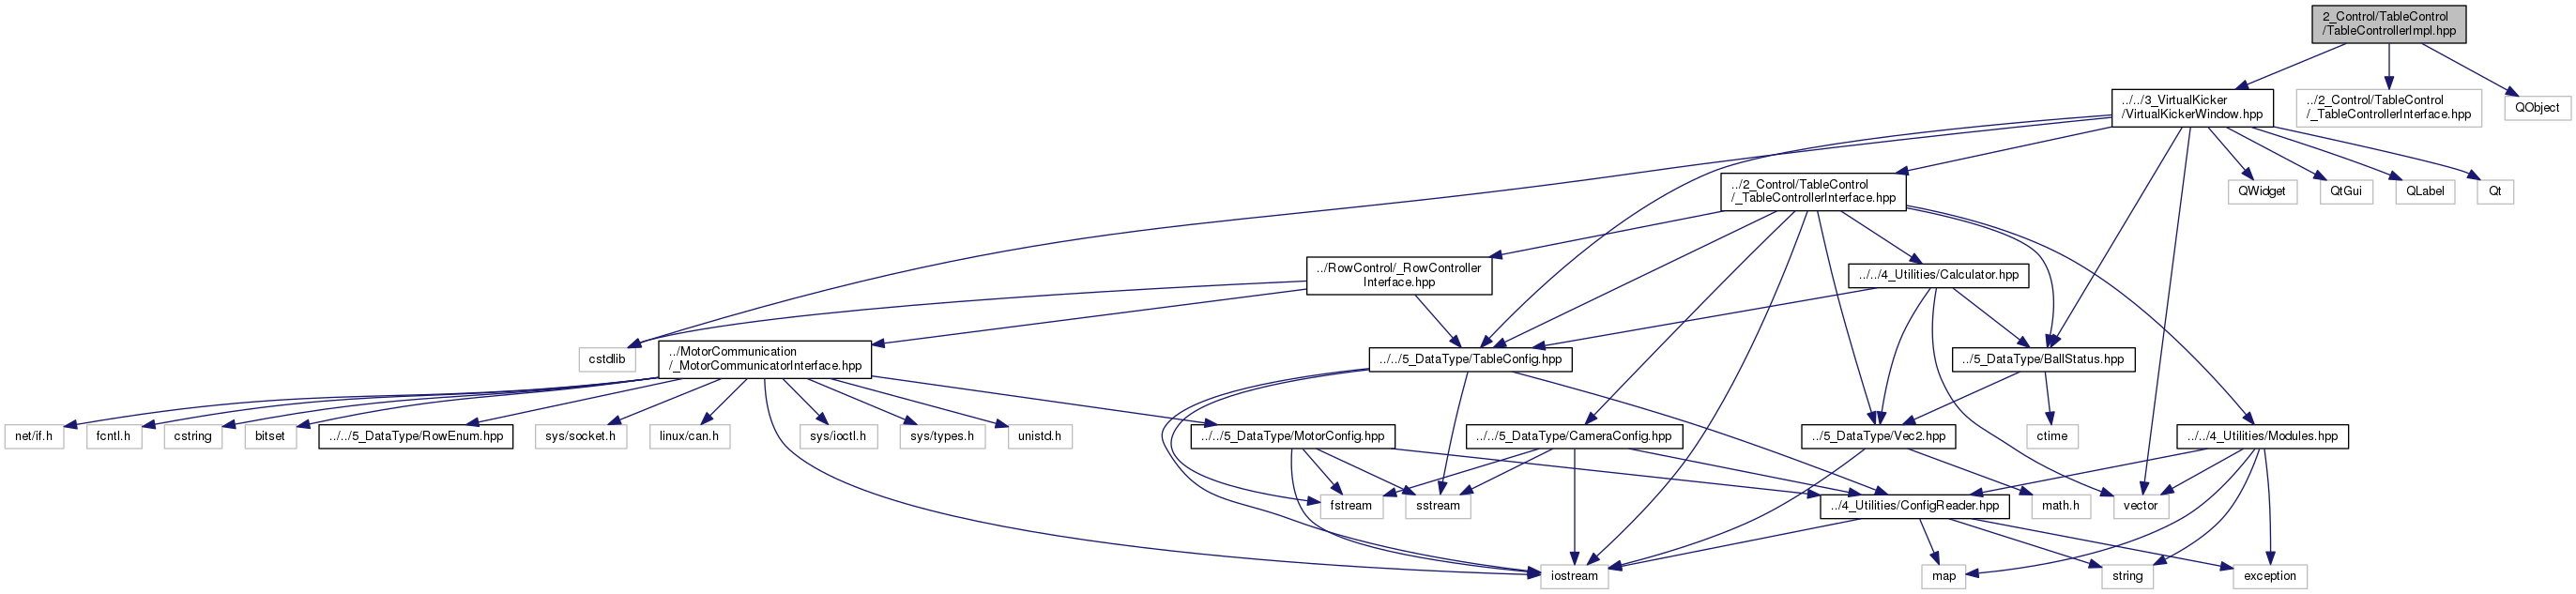 2_Control/TableControl
/TableControllerImpl.hpp
../../3_VirtualKicker
/VirtualKickerWindow.hpp
../2_Control/TableControl
/_TableControllerInterface.hpp
QObject
../2_Control/TableControl
/_TableControllerInterface.hpp
QWidget
QtGui
QLabel
Qt
../RowControl/_RowController
Interface.hpp
../../4_Utilities/Calculator.hpp
cstdlib
../MotorCommunication
/_MotorCommunicatorInterface.hpp
../../5_DataType/TableConfig.hpp
../5_DataType/BallStatus.hpp
net/if.h
fcntl.h
cstring
bitset
../../5_DataType/RowEnum.hpp
sys/socket.h
linux/can.h
sys/ioctl.h
sys/types.h
unistd.h
../../5_DataType/MotorConfig.hpp
../../5_DataType/CameraConfig.hpp
../5_DataType/Vec2.hpp
ctime
../../4_Utilities/Modules.hpp
fstream
sstream
../4_Utilities/ConfigReader.hpp
math.h
vector
iostream
map
string
exception